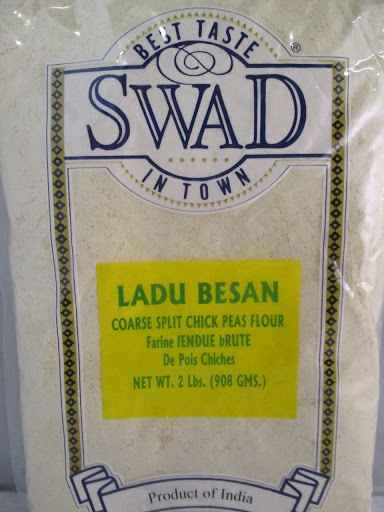 BEST TASTE
®
SWAD
IN TOWN
LADU BESAN
COARSE SPLIT CHICK PEAS FLOUR
Farine IENDUE bRUTE
De Pois Chiches
NET WT. 2 Lbs. (908 GMS.)
Product of India